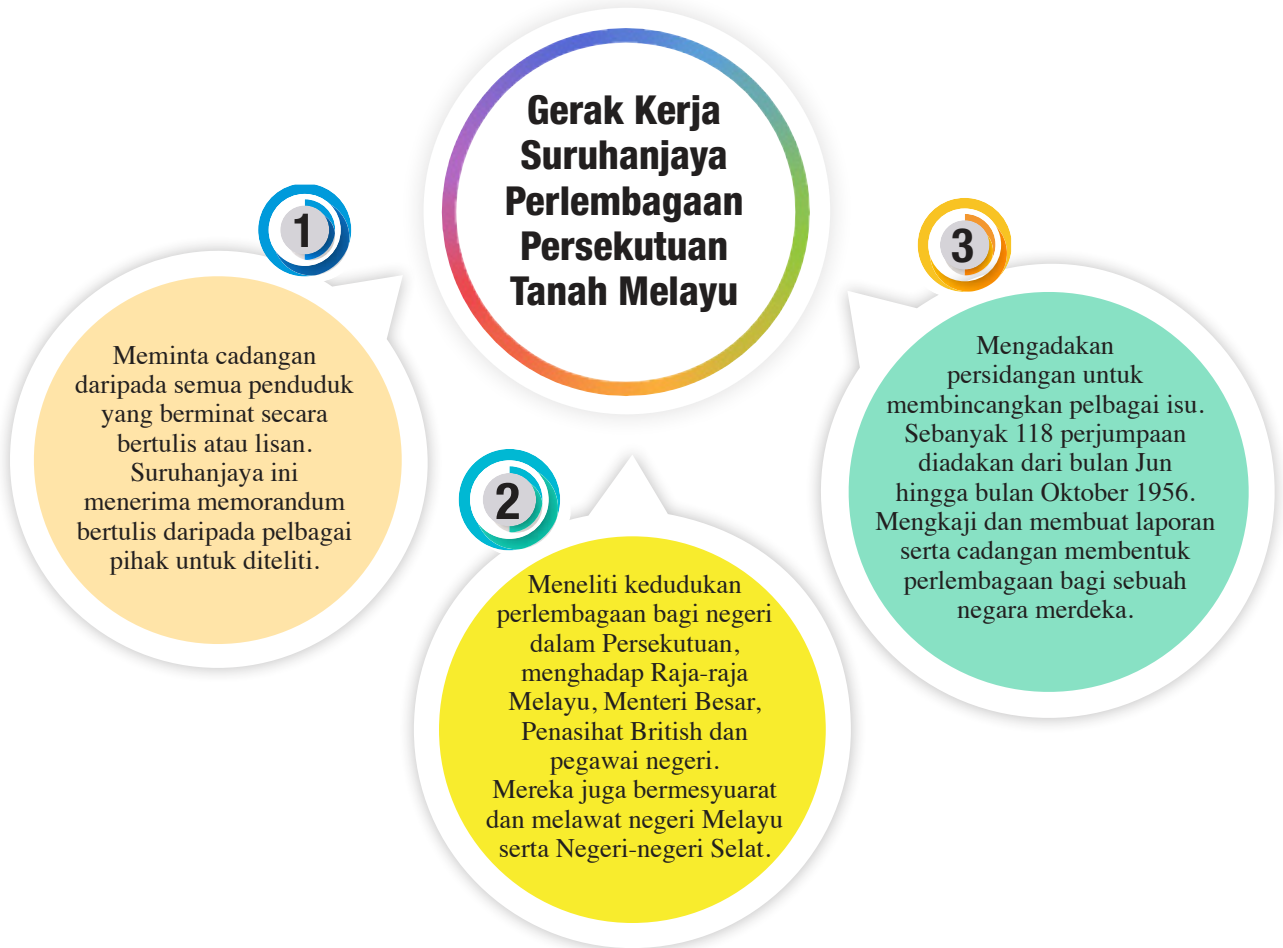 Gerak Kerja
Suruhanjaya
Perlembagaan
Persekutuan
Tanah Melayu
1
Meminta cadangan
daripada semua penduduk
yang berminat secara
bertulis atau lisan.
Suruhanjaya ini
menerima memorandum
bertulis daripada pelbagai
pihak untuk diteliti.
2
Meneliti kedudukan
perlembagaan bagi negeri
dalam Persekutuan,
menghadap Raja-raja
Melayu, Menteri Besar,
Penasihat British dan
pegawai negeri.
Mereka juga bermesyuarat
dan melawat negeri Melayu
serta Negeri-negeri Selat.
3
Mengadakan
persidangan untuk
membincangkan pelbagai isu.
Sebanyak 118 perjumpaan
diadakan dari bulan Jun
hingga bulan Oktober 1956.
Mengkaji dan membuat laporan
serta cadangan membentuk
perlembagaan bagi sebuah
negara merdeka.